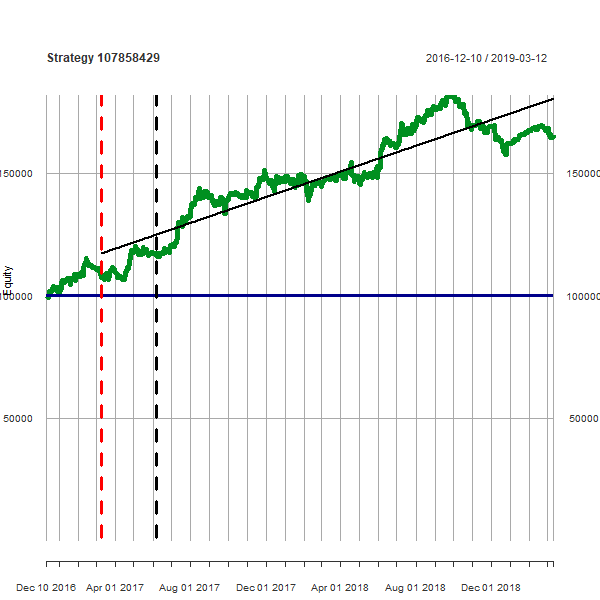 Strategy 107858429 2016-12-10 / 2019-03-12
150000 150000
Equity
100000 100000
50000 50000
Dec 10 2016 Apr 01 2017 Aug 01 2017 Dec 01 2017 Apr 01 2018 Aug 01 2018 Dec 01 2018